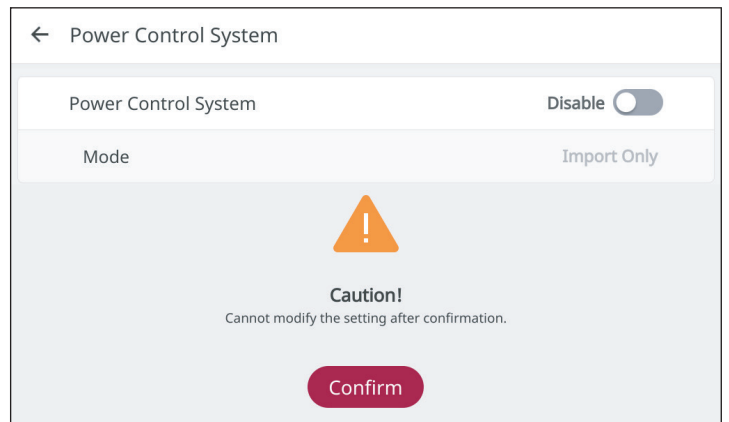 Power Control System
Power Control System Disable
Mode Import Only
Caution!
Cannot modify the setting after confirmation.
Confirm